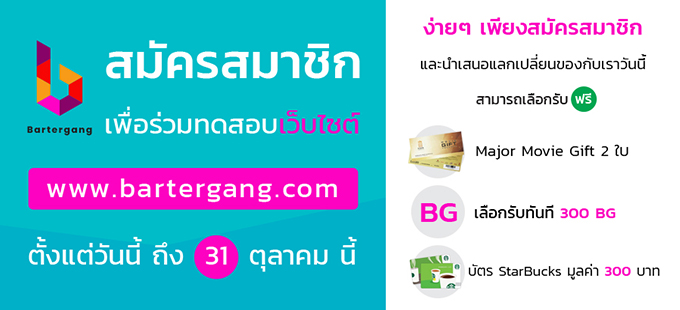 Bartergang
สมัครสมาชิก
เพื่อร่วมทดสอบเว็บไซต์
www.bartergang.com
ตั้งแต่วันนี้ ถึง 31 ตุลาคม นี้
ง่ายๆ เพียงสมัครสมาชิก
และนำเสนอแลกเปลี่ยนของกับเราวันนี้
สามารถเลือกรับ ฟรี
GIFT
Major Movie Gift 2 ใบ
BG เลือกรับทันที 300 BG
บัตร StarBucks มูลค่า 300 บาท